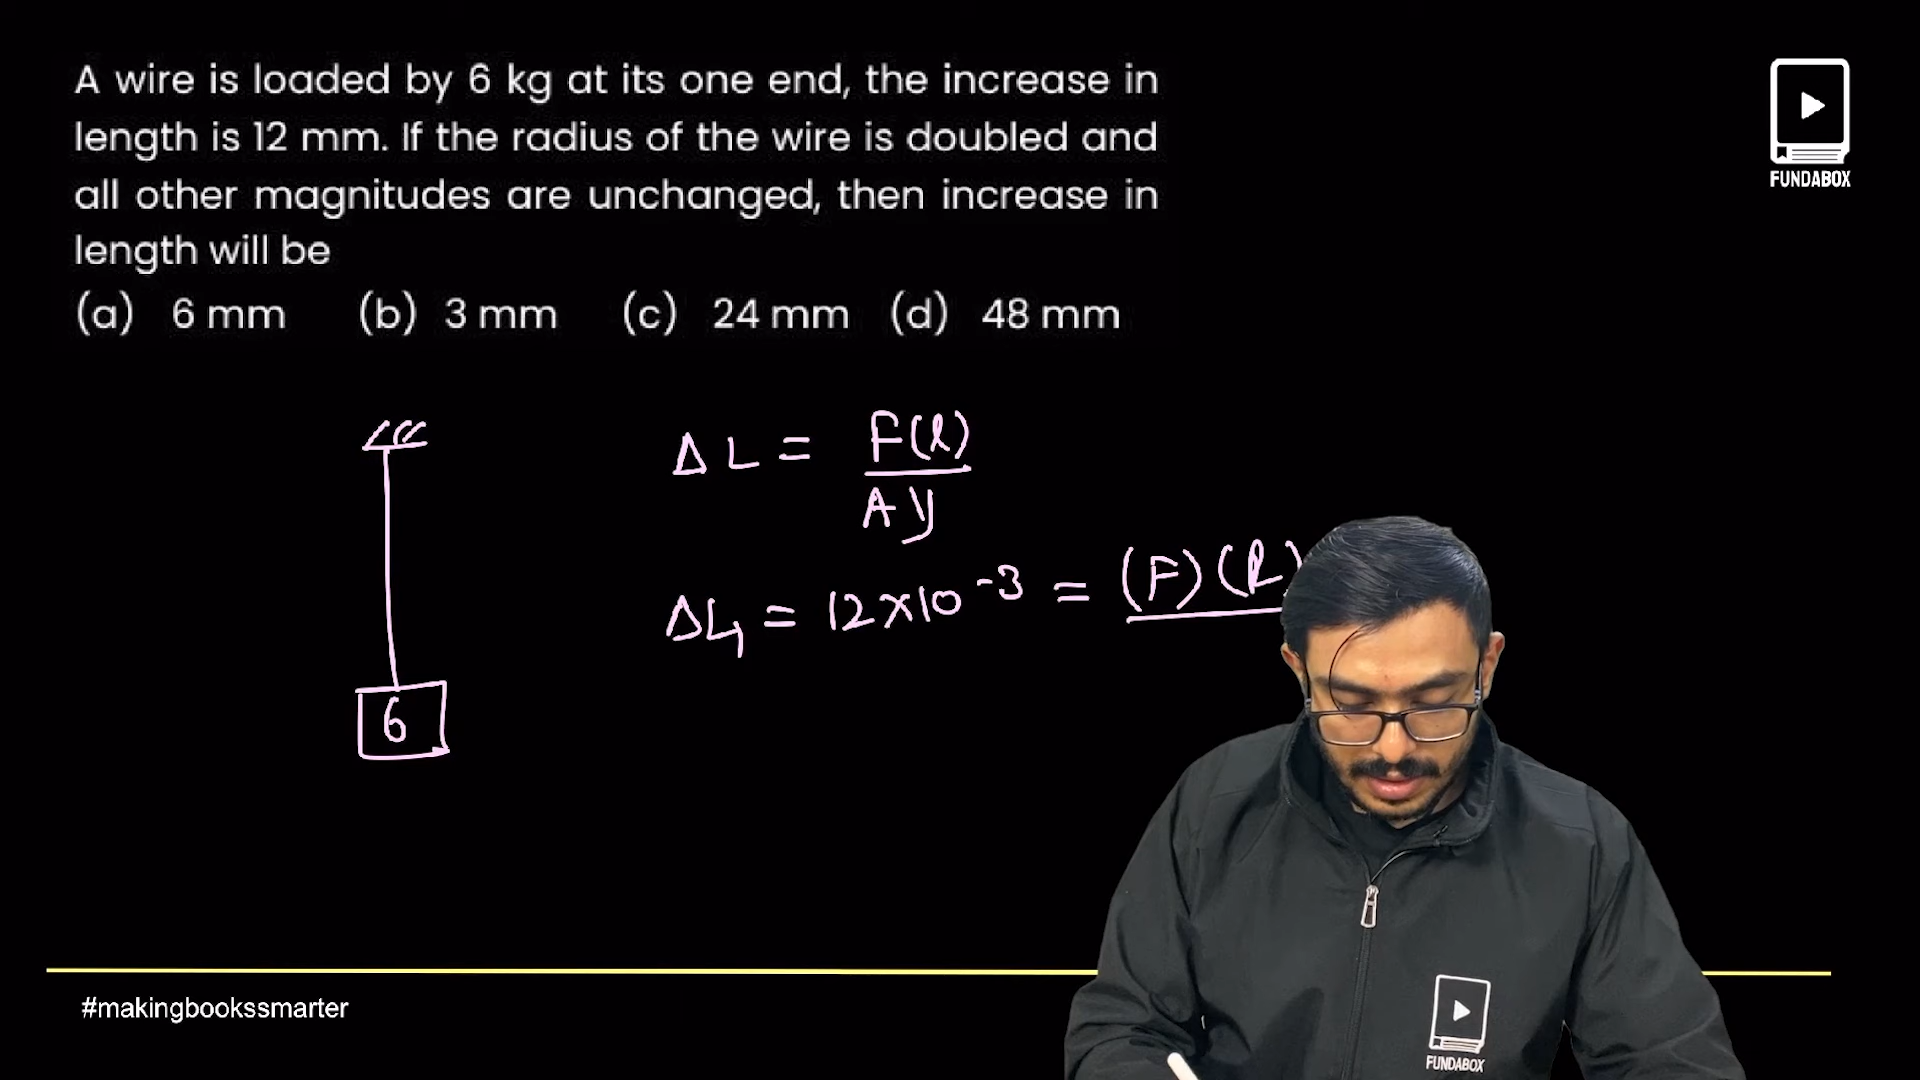 A wire is loaded by 6 kg at its one end, the increase in
length is 12 mm. If the radius of the wire is doubled and
all other magnitudes are unchanged, then increase in
length will be
(a) 6 mm (b) 3 mm (c) 24 mm (d) 48 mm
FUNDABOX
ΔL = F(l) / AY
ΔL₁ = 12×10⁻³ = (F)(l)
6
#makingbookssmarter
FUNDABOX